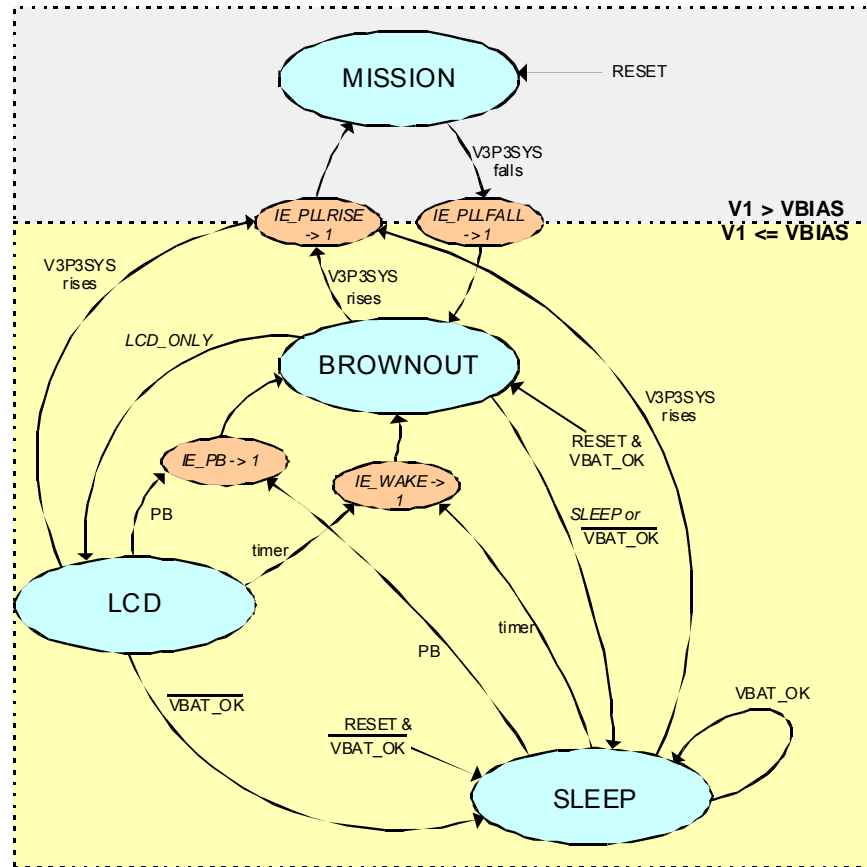 MISSION
RESET
V3P3SYS
falls
IE_PLLRISE
-> 1
IE_PLLFALL
-> 1
V1 > VBIAS
V1 <= VBIAS
V3P3SYS
rises
V3P3SYS
rises
LCD_ONLY
BROWNOUT
V3P3SYS
rises
RESET &
VBAT_OK
IE_PB -> 1
IE_WAKE ->
1
PB
SLEEP or
VBAT_OK
timer
LCD
timer
PB
VBAT_OK
VBAT_OK
RESET &
VBAT_OK
SLEEP